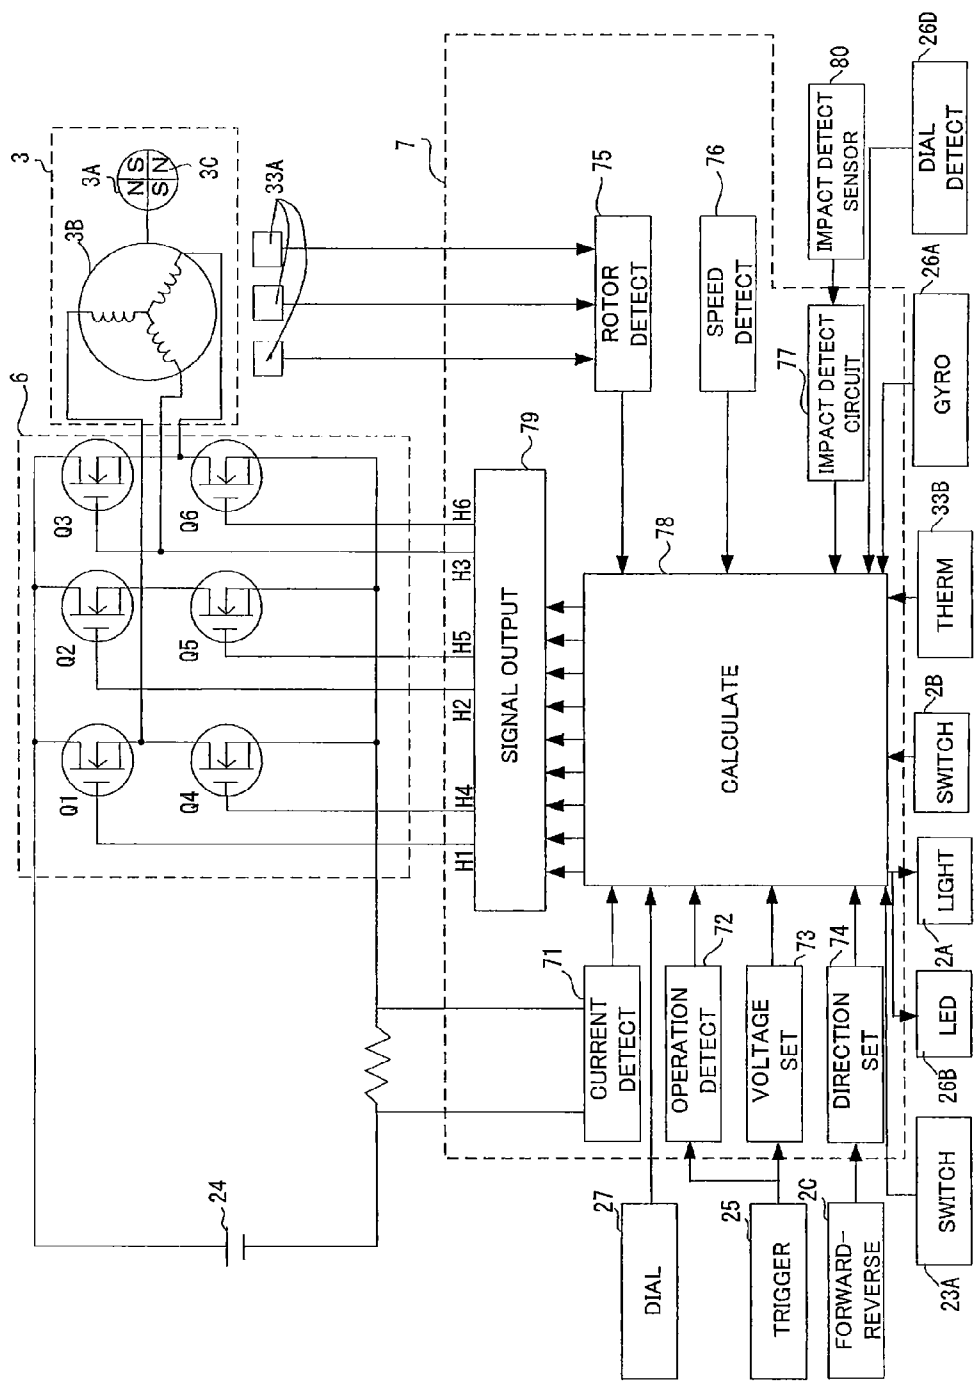 3
3A
N S
S N
3C
3B
33A
6
Q3
Q6
Q2
Q5
Q1
Q4
24
7
H6
H3
H5
H2
H4
H1
79
SIGNAL OUTPUT
75
ROTOR
DETECT
76
SPEED
DETECT
80
IMPACT DETECT
SENSOR
77
IMPACT DETECT
CIRCUIT
26D
DIAL
DETECT
26A
GYRO
33B
THERM
2B
SWITCH
2A
LIGHT
26B
LED
23A
SWITCH
78
CALCULATE
71
CURRENT
DETECT
72
OPERATION
DETECT
73
VOLTAGE
SET
74
DIRECTION
SET
27
DIAL
25
TRIGGER
2C
FORWARD-
REVERSE